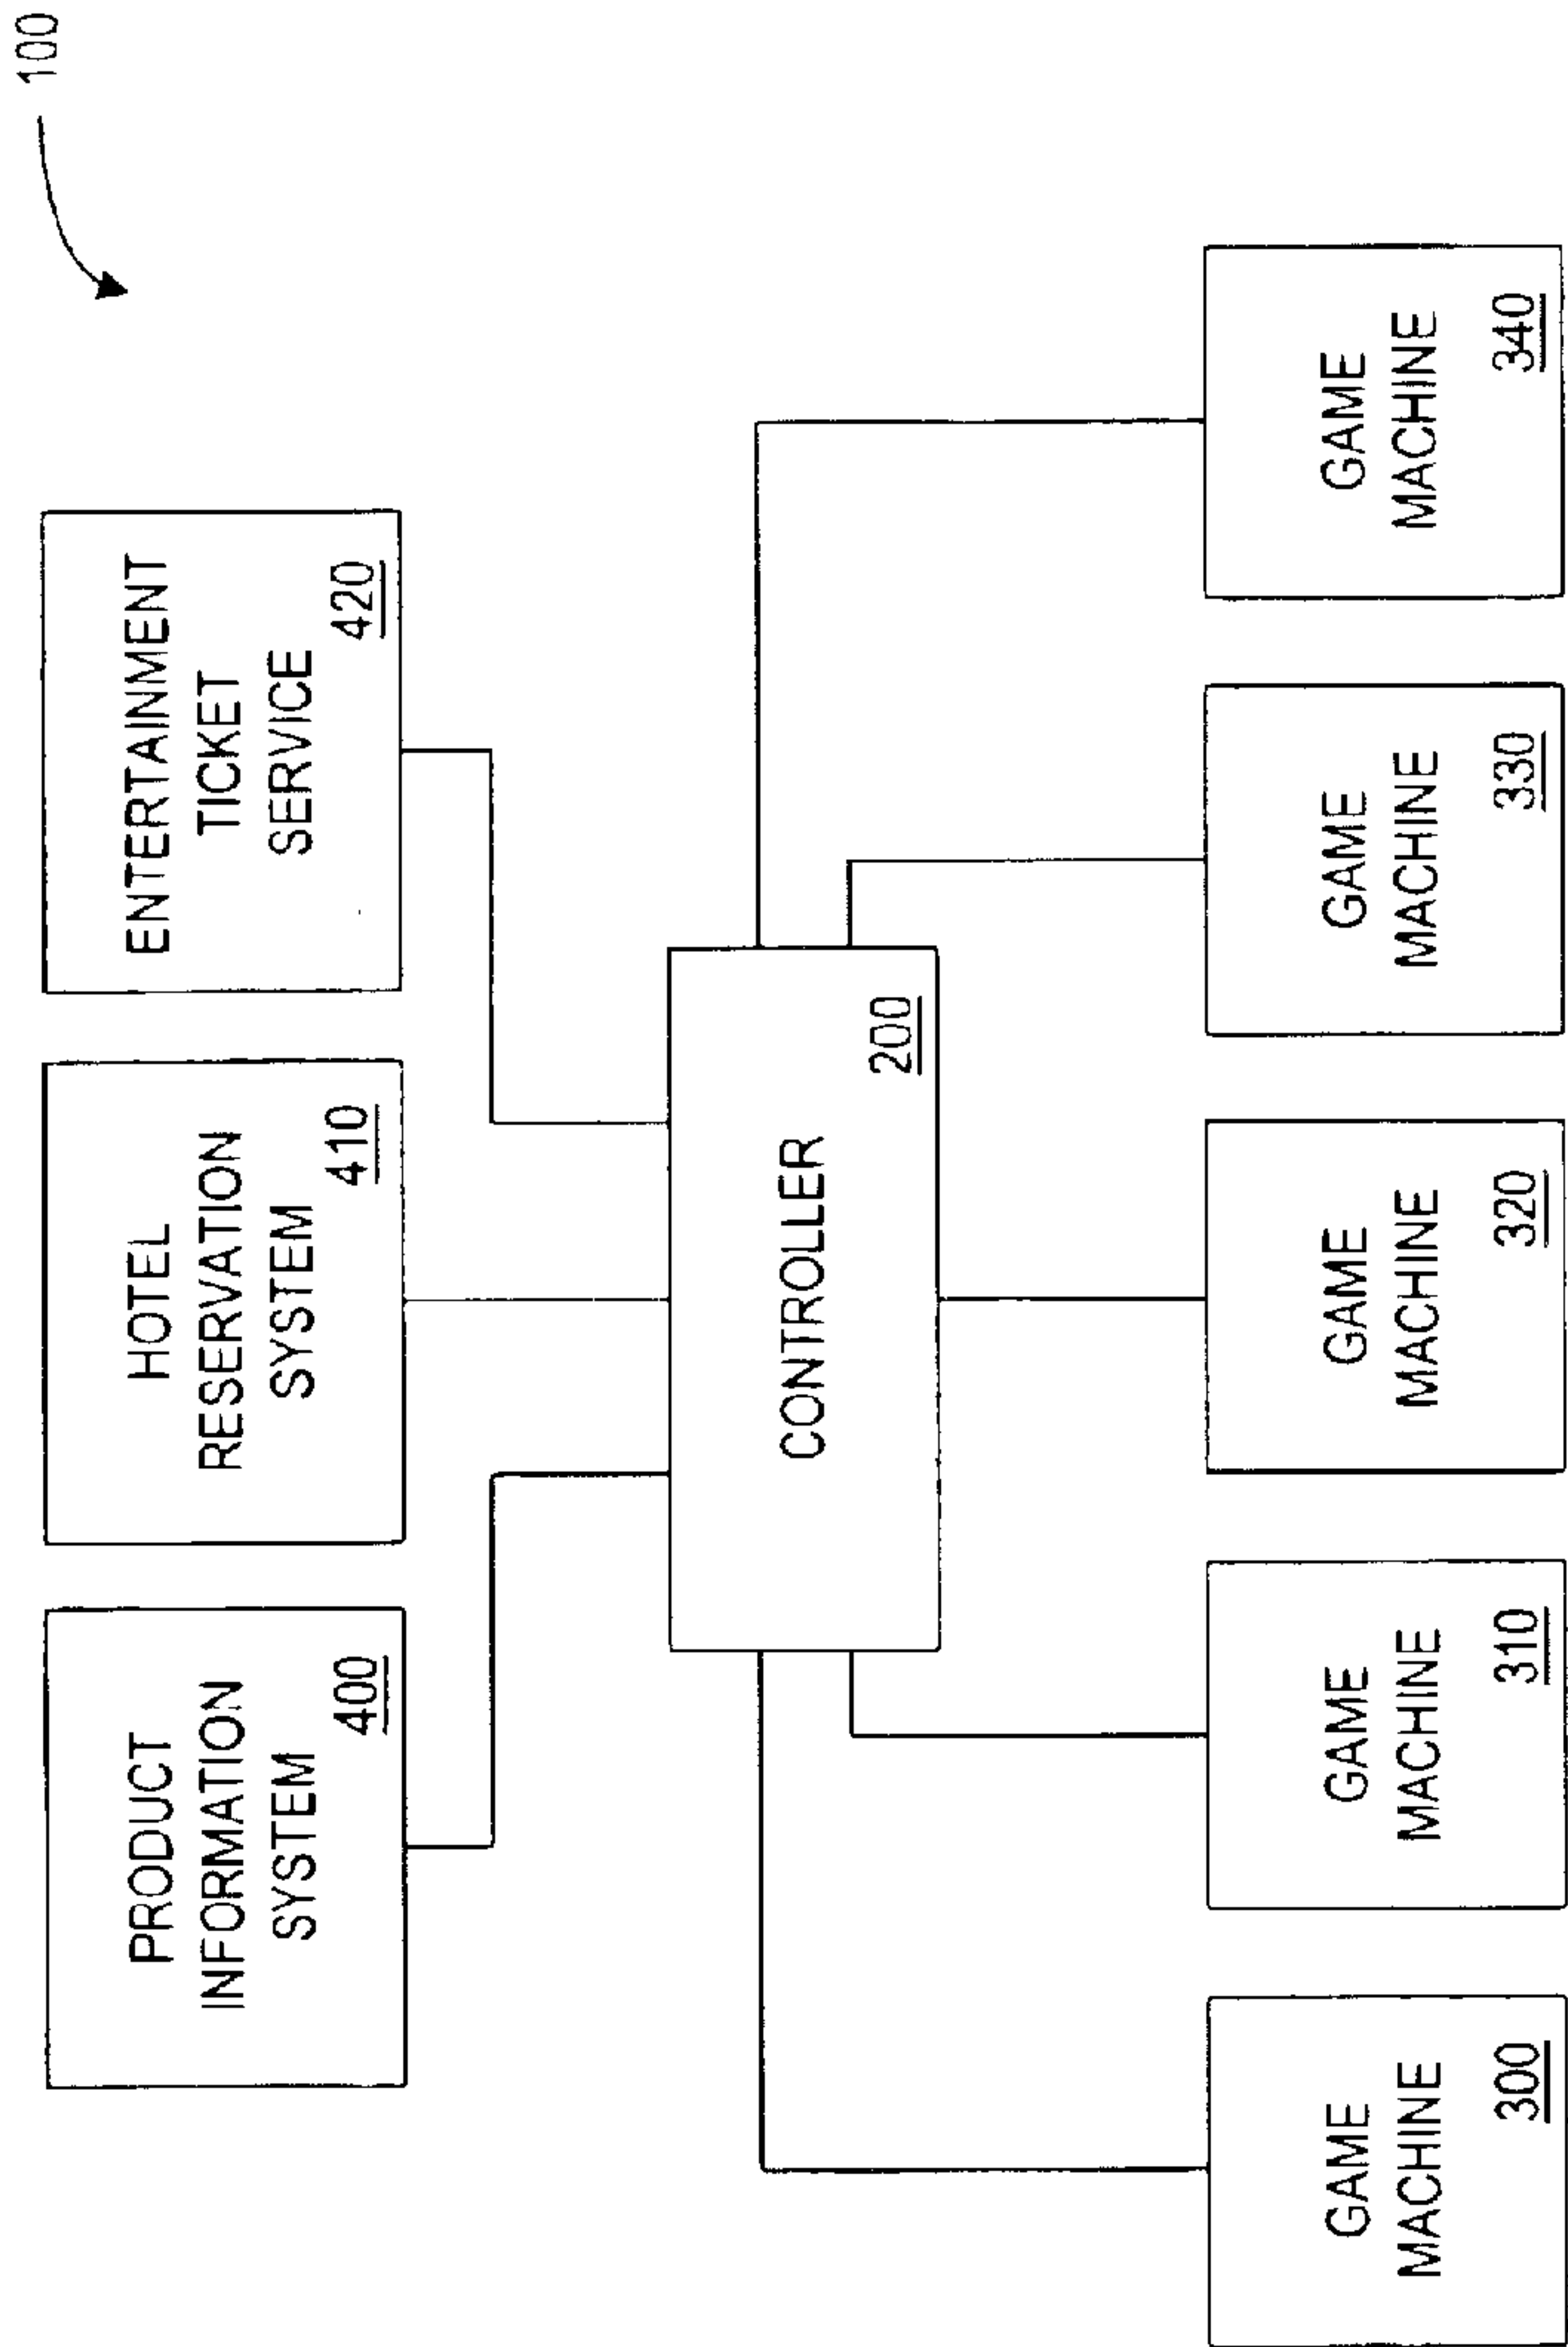 100
PRODUCT
INFORMATION
SYSTEM
400
HOTEL
RESERVATION
SYSTEM
410
ENTERTAINMENT
TICKET
SERVICE
420
CONTROLLER
200
GAME
MACHINE
300
GAME
MACHINE
310
GAME
MACHINE
320
GAME
MACHINE
330
GAME
MACHINE
340